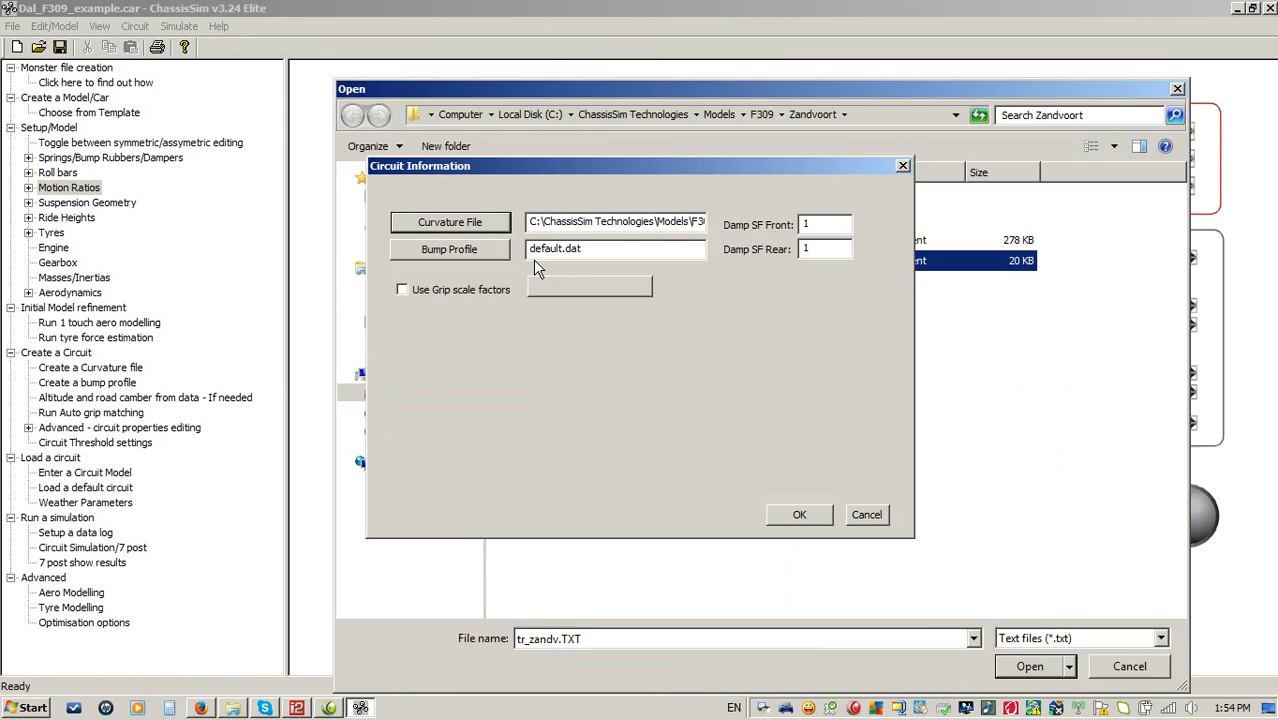 Dal_F309_example.car - ChassisSim v3.24 Elite
File Edit/Model View Circuit Simulate Help
Monster file creation
Click here to find out how
Create a Model/Car
Choose from Template
Setup/Model
Toggle between symmetric/assymetric editing
Springs/Bump Rubbers/Dampers
Roll bars
Motion Ratios
Suspension Geometry
Ride Heights
Tyres
Engine
Gearbox
Masses/Inertias
Aerodynamics
Initial Model refinement
Run 1 touch aero modelling
Run tyre force estimation
Create a Circuit
Create a Curvature file
Create a bump profile
Altitude and road camber from data - If needed
Run Auto grip matching
Advanced - circuit properties editing
Circuit Threshold settings
Load a circuit
Enter a Circuit Model
Load a default circuit
Weather Parameters
Run a simulation
Setup a data log
Circuit Simulation/7 post
7 post show results
Advanced
Aero Modelling
Tyre Modelling
Optimisation options
Open
Computer Local Disk (C:) ChassisSim Technologies Models F309 Zandvoort
Search Zandvoort
Organize New folder
Size
278 KB
20 KB
Circuit Information
Curvature File C:\ChassisSim Technologies\Models\F3 Damp SF Front: 1
Bump Profile default.dat Damp SF Rear: 1
Use Grip scale factors
OK Cancel
File name: tr_zandv.TXT Text files (*.txt)
Open Cancel
Ready
Start EN 1:54 PM